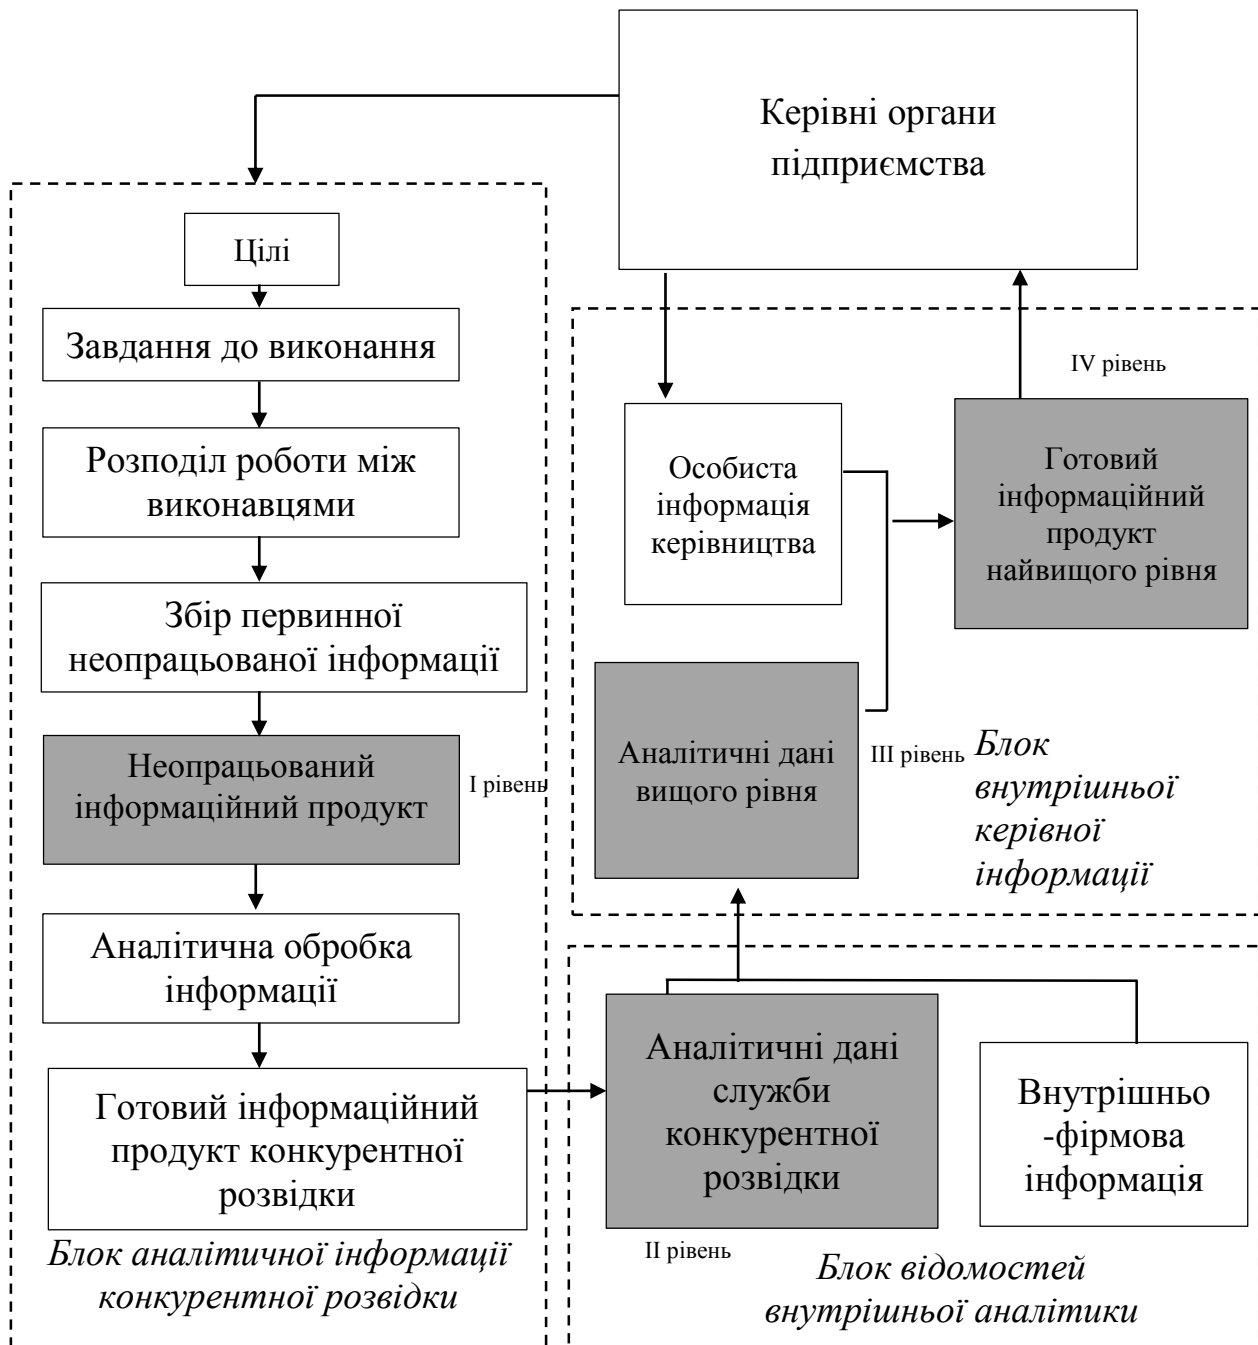 Керівні органи
підприємства
Цілі
Завдання до виконання
Розподіл роботи між
виконавцями
Збір первинної
неопрацьованої інформації
Неопрацьований
інформаційний продукт
І рівень
Аналітична обробка
інформації
Готовий інформаційний
продукт конкурентної
розвідки
Блок аналітичної інформації
конкурентної розвідки
IV рівень
Особиста
інформація
керівництва
Готовий
інформаційний
продукт
найвищого рівня
Аналітичні дані
вищого рівня
ІІІ рівень
Блок
внутрішньої
керівної
інформації
Аналітичні дані
служби
конкурентної
розвідки
ІІ рівень
Внутрішньо
-фірмова
інформація
Блок відомостей
внутрішньої аналітики